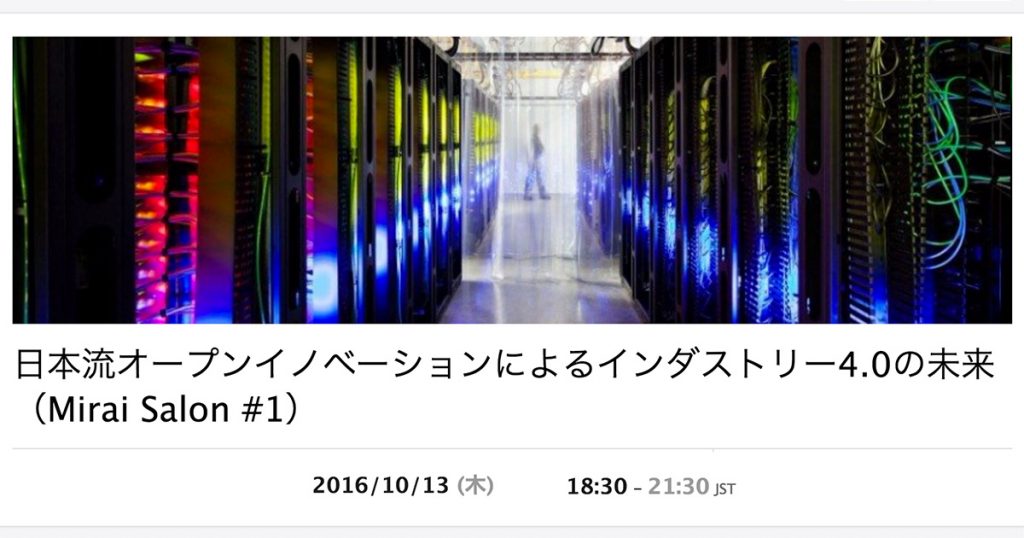 日本流オープンイノベーションによるインダストリー4.0の未来
（Mirai Salon #1）
2016/10/13 (木) 18:30 - 21:30 JST